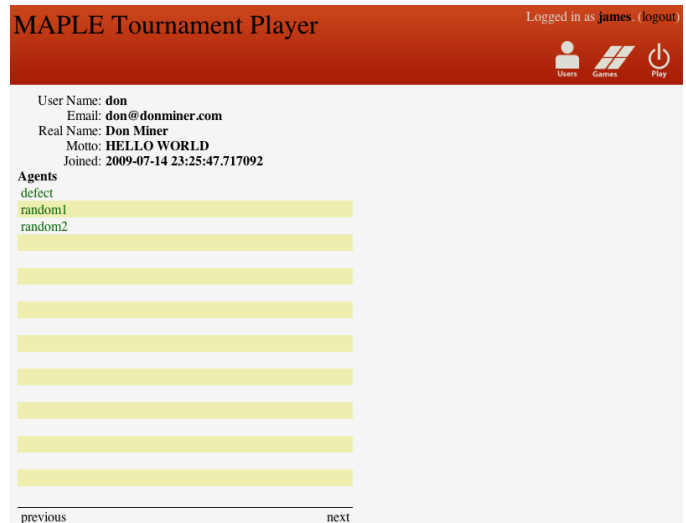 MAPLE Tournament Player
Logged in as james. (logout)
Users Games Play
User Name: don
Email: don@donminer.com
Real Name: Don Miner
Motto: HELLO WORLD
Joined: 2009-07-14 23:25:47.717092
Agents
defect
random1
random2
previous next